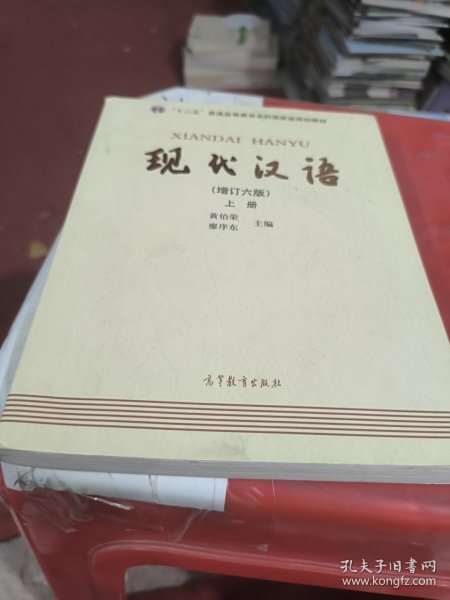 "十二五"普通高等教育本科国家级规划教材
XIANDAI HANYU
现代汉语
(增订六版)
上册
黄伯荣
廖序东 主编
高等教育出版社
孔夫子旧书网
www.kongfz.com